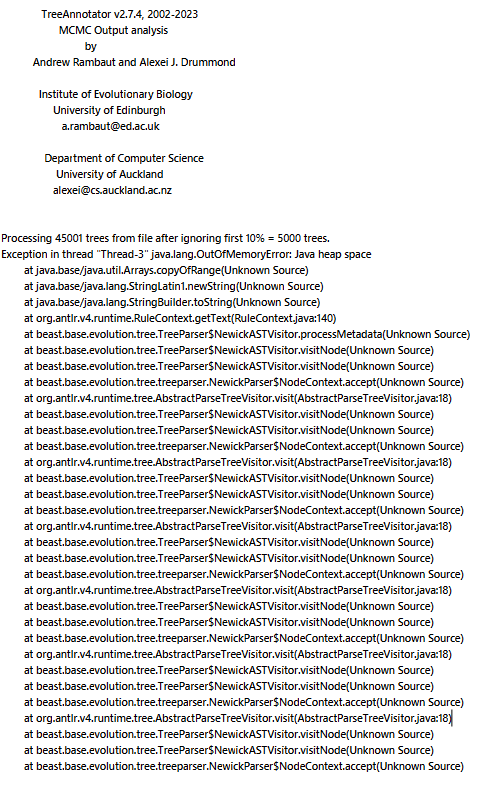 TreeAnnotator v2.7.4, 2002-2023
MCMC Output analysis
by
Andrew Rambaut and Alexei J. Drummond
Institute of Evolutionary Biology
University of Edinburgh
a.rambaut@ed.ac.uk
Department of Computer Science
University of Auckland
alexei@cs.auckland.ac.nz
Processing 45001 trees from file after ignoring first 10% = 5000 trees.
Exception in thread "Thread-3" java.lang.OutOfMemoryError: Java heap space
at java.base/java.util.Arrays.copyOfRange(Unknown Source)
at java.base/java.lang.StringLatin1.newString(Unknown Source)
at java.base/java.lang.StringBuilder.toString(Unknown Source)
at org.antlr.v4.runtime.RuleContext.getText(RuleContext.java:140)
at beast.base.evolution.tree.TreeParser$NewickASTVisitor.processMetadata(Unknown Source)
at beast.base.evolution.tree.TreeParser$NewickASTVisitor.visitNode(Unknown Source)
at beast.base.evolution.tree.TreeParser$NewickASTVisitor.visitNode(Unknown Source)
at beast.base.evolution.tree.treeparser.NewickParser$NodeContext.accept(Unknown Source)
at org.antlr.v4.runtime.tree.AbstractParseTreeVisitor.visit(AbstractParseTreeVisitor.java:18)
at beast.base.evolution.tree.TreeParser$NewickASTVisitor.visitNode(Unknown Source)
at beast.base.evolution.tree.TreeParser$NewickASTVisitor.visitNode(Unknown Source)
at beast.base.evolution.tree.treeparser.NewickParser$NodeContext.accept(Unknown Source)
at org.antlr.v4.runtime.tree.AbstractParseTreeVisitor.visit(AbstractParseTreeVisitor.java:18)
at beast.base.evolution.tree.TreeParser$NewickASTVisitor.visitNode(Unknown Source)
at beast.base.evolution.tree.TreeParser$NewickASTVisitor.visitNode(Unknown Source)
at beast.base.evolution.tree.treeparser.NewickParser$NodeContext.accept(Unknown Source)
at org.antlr.v4.runtime.tree.AbstractParseTreeVisitor.visit(AbstractParseTreeVisitor.java:18)
at beast.base.evolution.tree.TreeParser$NewickASTVisitor.visitNode(Unknown Source)
at beast.base.evolution.tree.TreeParser$NewickASTVisitor.visitNode(Unknown Source)
at beast.base.evolution.tree.treeparser.NewickParser$NodeContext.accept(Unknown Source)
at org.antlr.v4.runtime.tree.AbstractParseTreeVisitor.visit(AbstractParseTreeVisitor.java:18)
at beast.base.evolution.tree.TreeParser$NewickASTVisitor.visitNode(Unknown Source)
at beast.base.evolution.tree.TreeParser$NewickASTVisitor.visitNode(Unknown Source)
at beast.base.evolution.tree.treeparser.NewickParser$NodeContext.accept(Unknown Source)
at org.antlr.v4.runtime.tree.AbstractParseTreeVisitor.visit(AbstractParseTreeVisitor.java:18)
at beast.base.evolution.tree.TreeParser$NewickASTVisitor.visitNode(Unknown Source)
at beast.base.evolution.tree.TreeParser$NewickASTVisitor.visitNode(Unknown Source)
at beast.base.evolution.tree.treeparser.NewickParser$NodeContext.accept(Unknown Source)
at org.antlr.v4.runtime.tree.AbstractParseTreeVisitor.visit(AbstractParseTreeVisitor.java:18)
at beast.base.evolution.tree.TreeParser$NewickASTVisitor.visitNode(Unknown Source)
at beast.base.evolution.tree.TreeParser$NewickASTVisitor.visitNode(Unknown Source)
at beast.base.evolution.tree.treeparser.NewickParser$NodeContext.accept(Unknown Source)